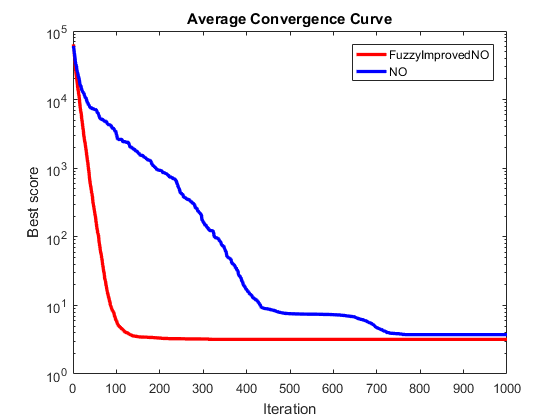 Average Convergence Curve
10^5
10^4
10^3
10^2
10^1
10^0
Best score
FuzzyImprovedNO
NO
0 100 200 300 400 500 600 700 800 900 1000
Iteration